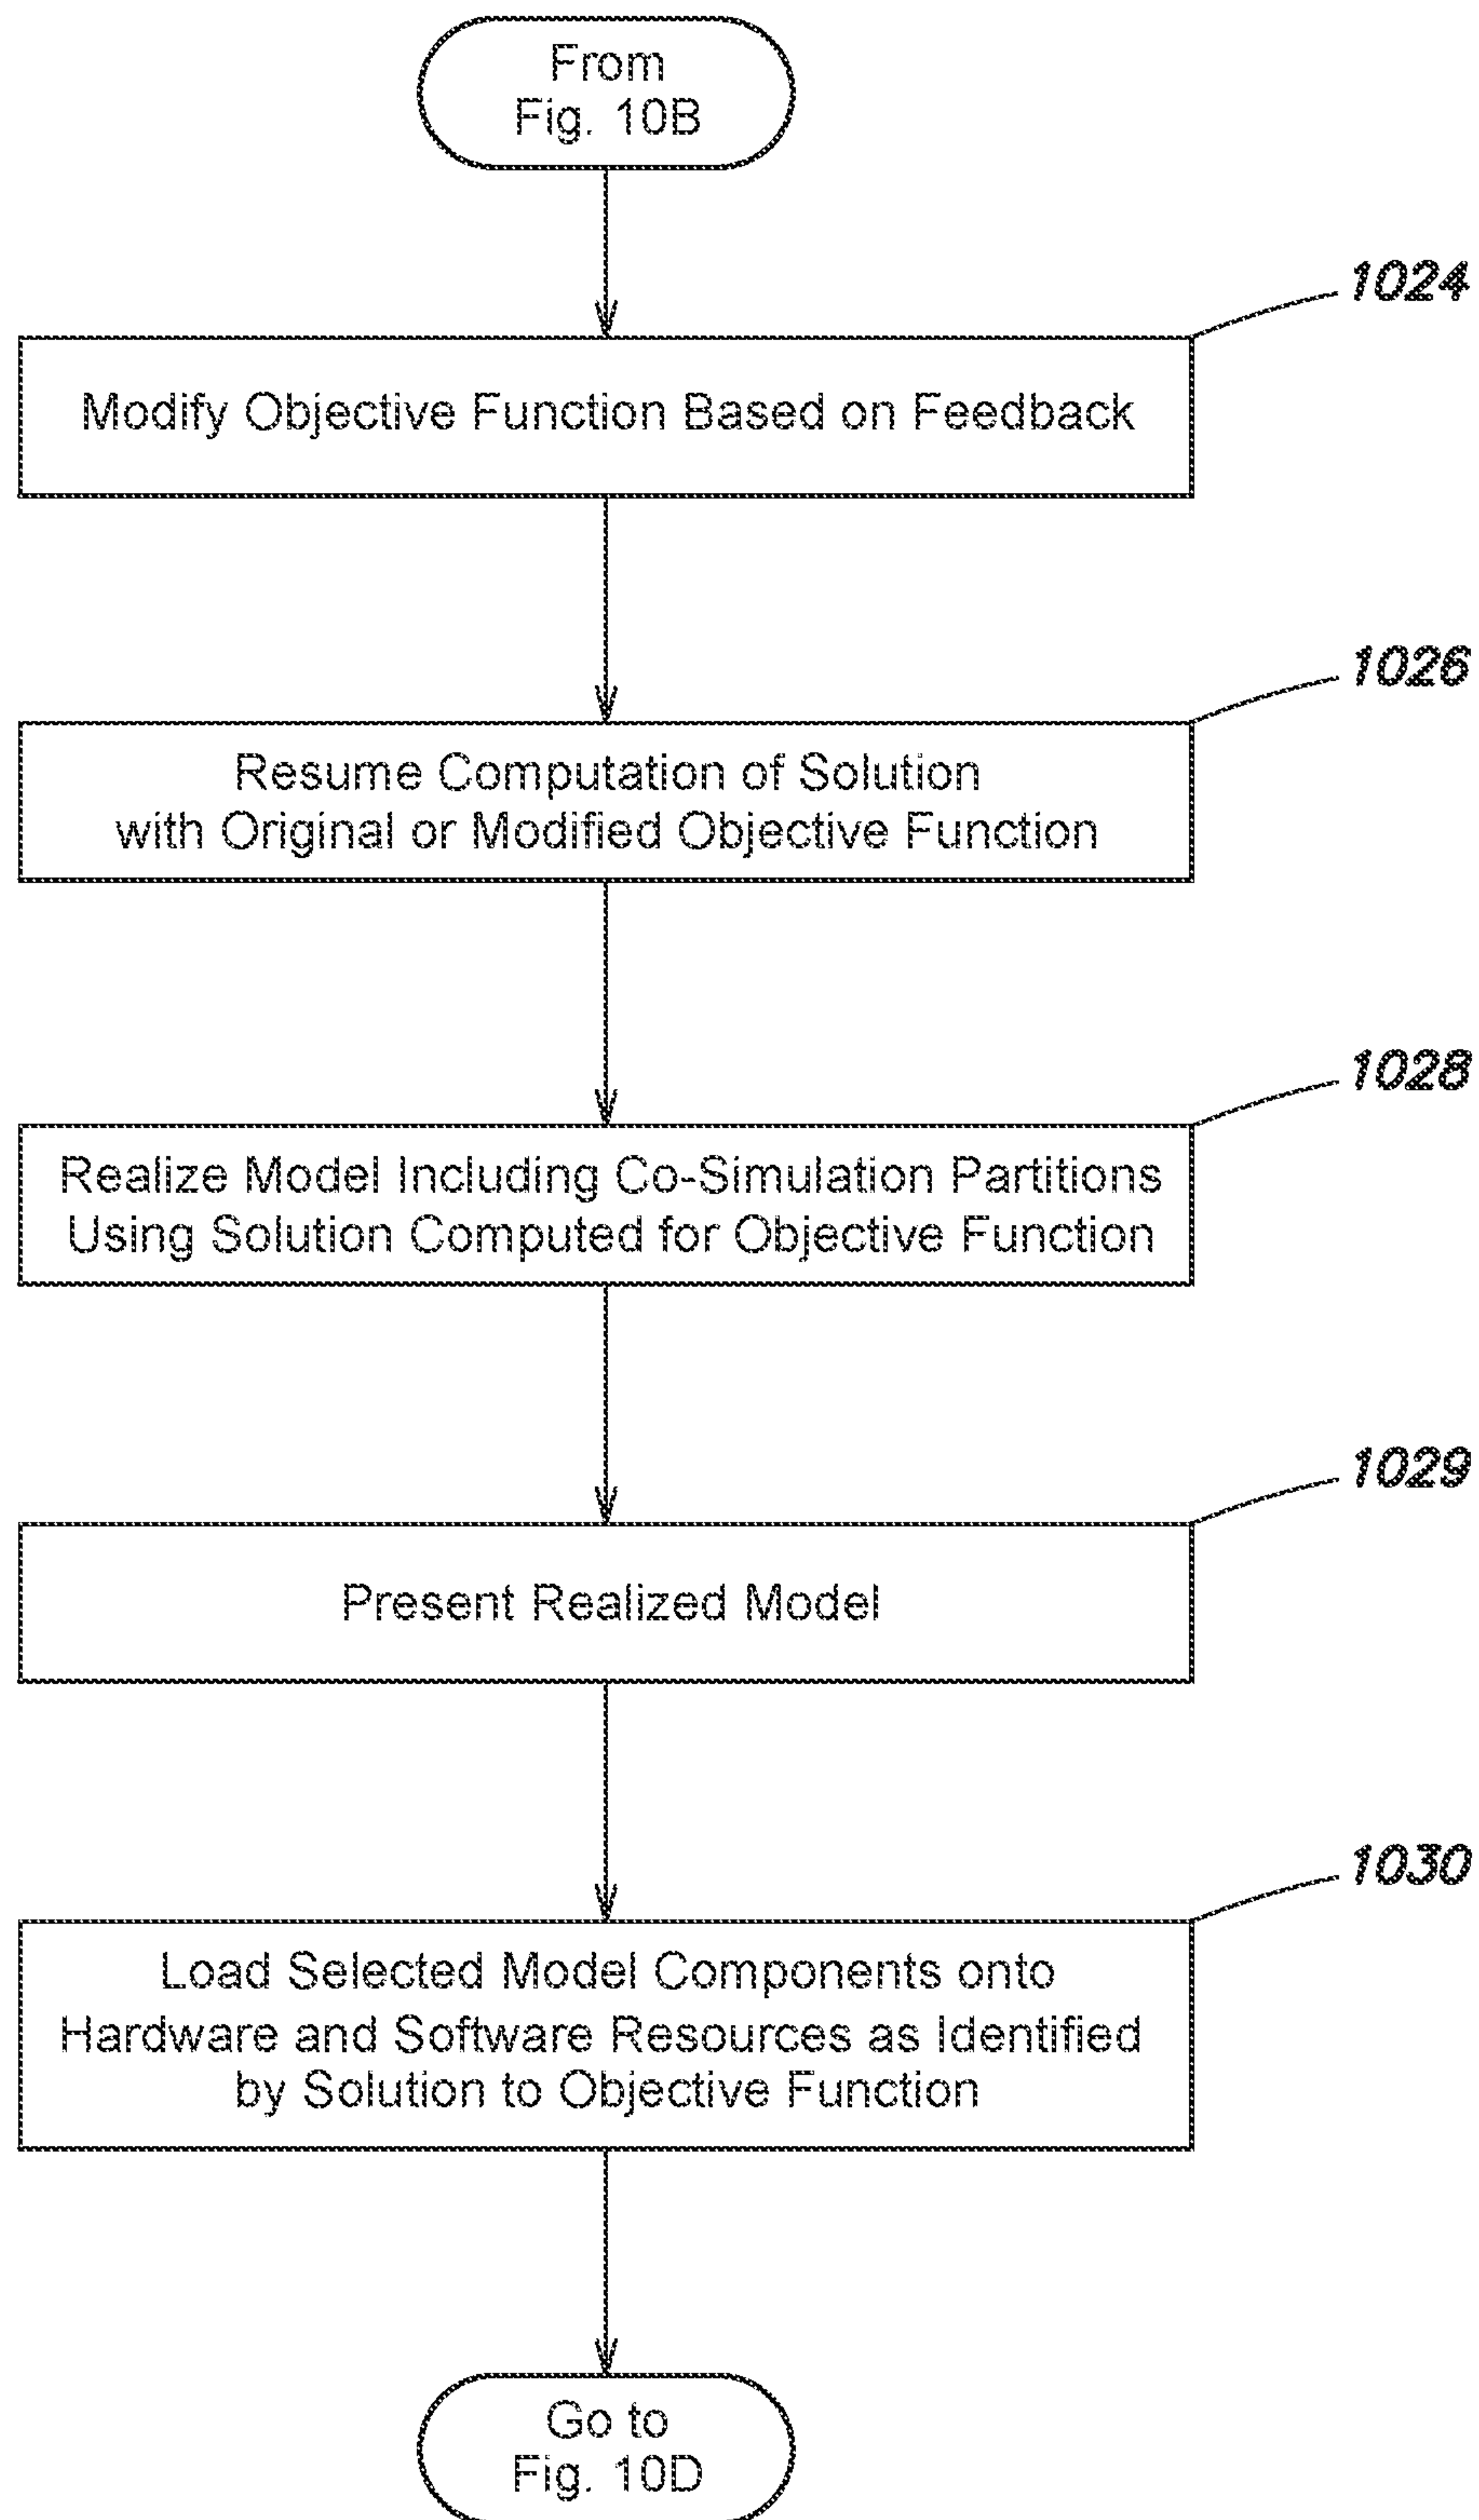 From
Fig. 10B
1024
Modify Objective Function Based on Feedback
1026
Resume Computation of Solution
with Original or Modified Objective Function
1028
Realize Model Including Co-Simulation Partitions
Using Solution Computed for Objective Function
1029
Present Realized Model
1030
Load Selected Model Components onto
Hardware and Software Resources as Identified
by Solution to Objective Function
Go to
Fig. 10D